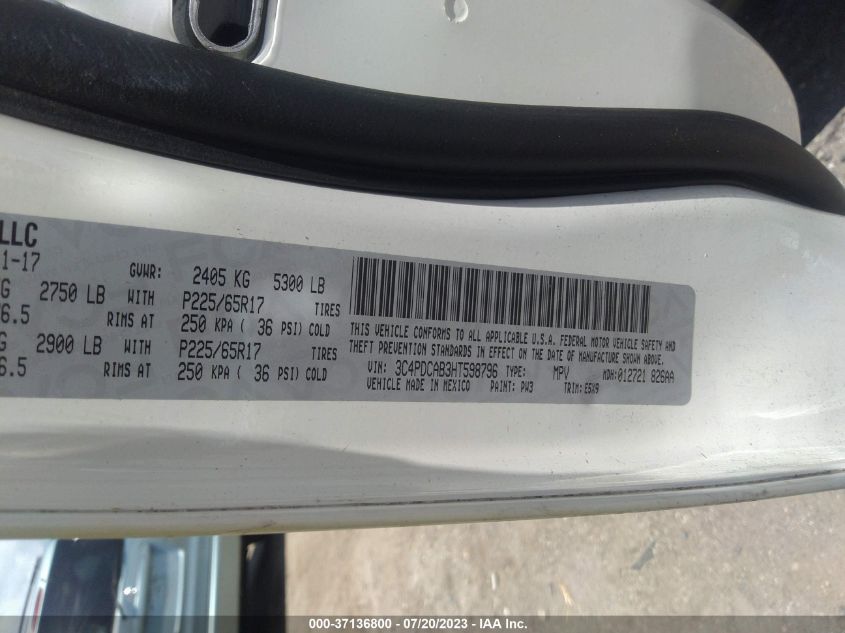 LLC
1-17 GVWR: 2405 KG 5300 LB
G 2750 LB WITH P225/65R17 TIRES
6.5 RIMS AT 250 KPA ( 36 PSI) COLD
G 2900 LB WITH P225/65R17 TIRES
6.5 RIMS AT 250 KPA ( 36 PSI) COLD
THIS VEHICLE CONFORMS TO ALL APPLICABLE U.S.A. FEDERAL MOTOR VEHICLE SAFETY AND
THEFT PREVENTION STANDARDS IN EFFECT ON THE DATE OF MANUFACTURE SHOWN ABOVE.
VIN: 3C4PDCAB3HT598796 TYPE: MPV MDH:012721 826AA
VEHICLE MADE IN MEXICO PAINT: PW3 TRIM: E5X9
000-37136800 - 07/20/2023 - IAA Inc.